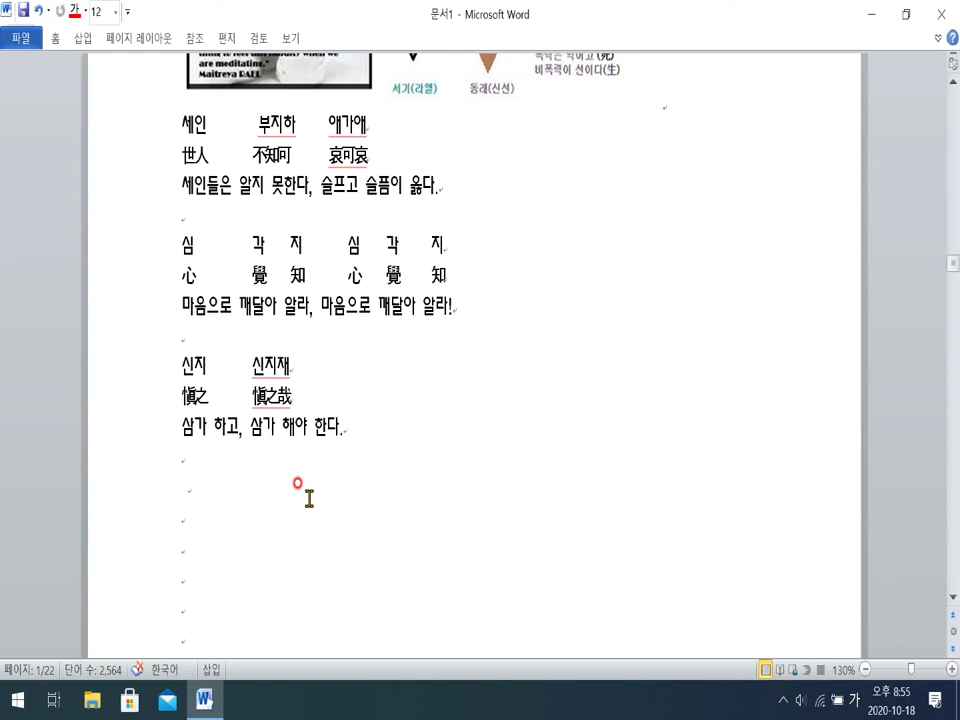 문서1 - Microsoft Word
가 12
파일 홈 삽입 페이지 레이아웃 참조 편지 검토 보기
when we
are meditating."
Maitreya RAEL
서기(라엘) 동래(신선)
비폭력이 선이다(生)
세인 부지하 애가애
世人 不知可 哀可哀
세인들은 알지 못한다, 슬프고 슬픔이 옳다.
심 각 지 심 각 지
心 覺 知 心 覺 知
마음으로 깨달아 알라, 마음으로 깨달아 알라!
신지 신지재
愼之 愼之哉
삼가 하고, 삼가 해야 한다.
페이지: 1/22 단어 수: 2,564 한국어 삽입 130%
가 오후 8:55
2020-10-18